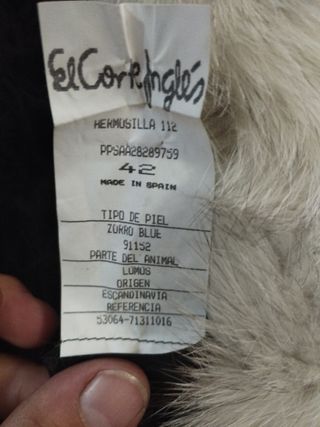 El Corte Inglés
HERMOSILLA 112
PPSAA28289759
42
MADE IN SPAIN
TIPO DE PIEL
ZORRO BLUE
91152
PARTE DEL ANIMAL
LOMOS
ORIGEN
ESCANDINAVIA
REFERENCIA
53064-71311016